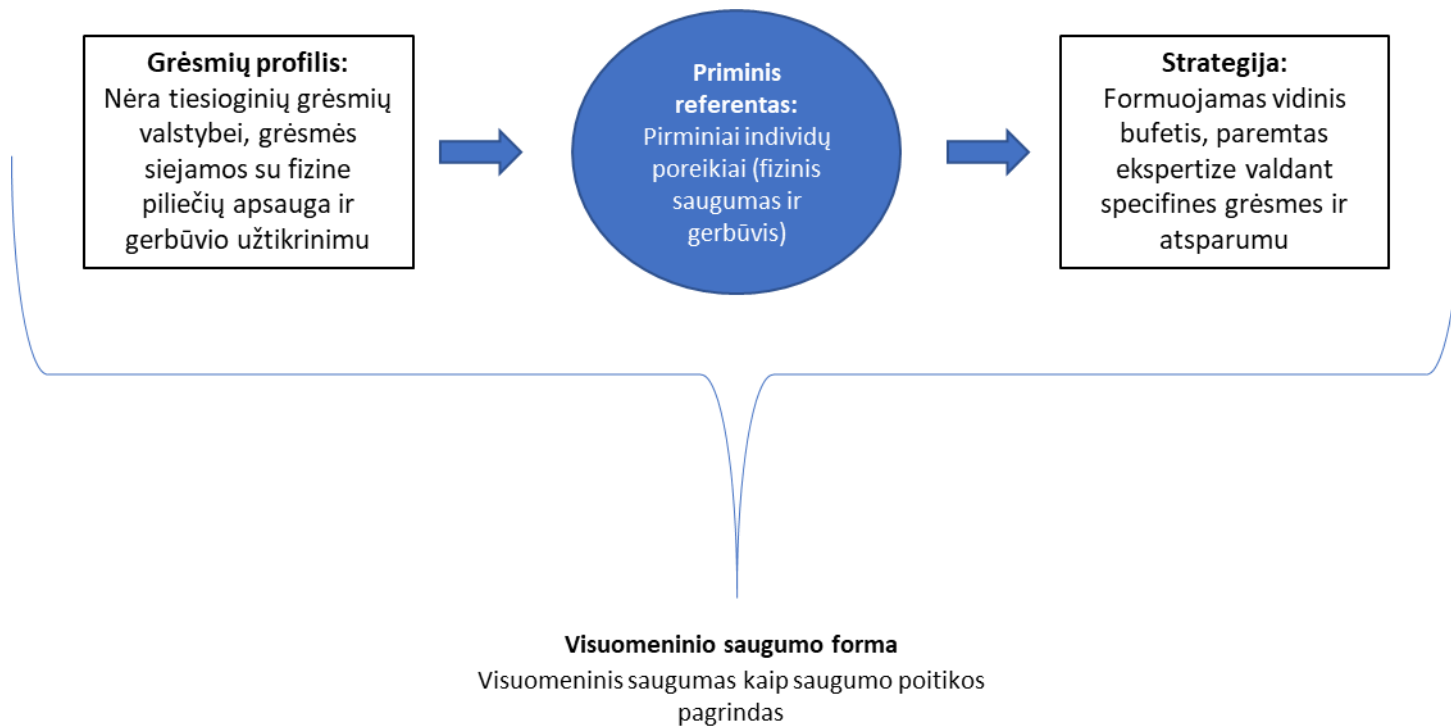 Grėsmių profilis:
Nėra tiesioginių grėsmių
valstybei, grėsmės
siejamos su fizine
piliečių apsauga ir
gerbūvio užtikrinimu
Priminis
referentas:
Pirminiai individų
poreikiai (fizinis
saugumas ir
gerbūvis)
Strategija:
Formuojamas vidinis
bufetis, paremtas
ekspertize valdant
specifines grėsmes ir
atsparumu
Visuomeninio saugumo forma
Visuomeninis saugumas kaip saugumo poitikos
pagrindas